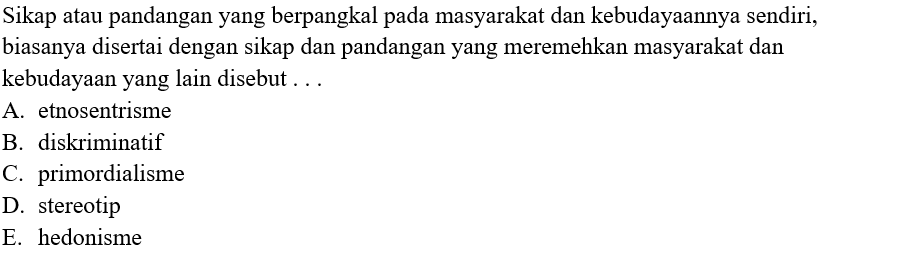 Sikap atau pandangan yang berpangkal pada masyarakat dan kebudayaannya sendiri,
biasanya disertai dengan sikap dan pandangan yang meremehkan masyarakat dan
kebudayaan yang lain disebut . . .
A. etnosentrisme
B. diskriminatif
C. primordialisme
D. stereotip
E. hedonisme